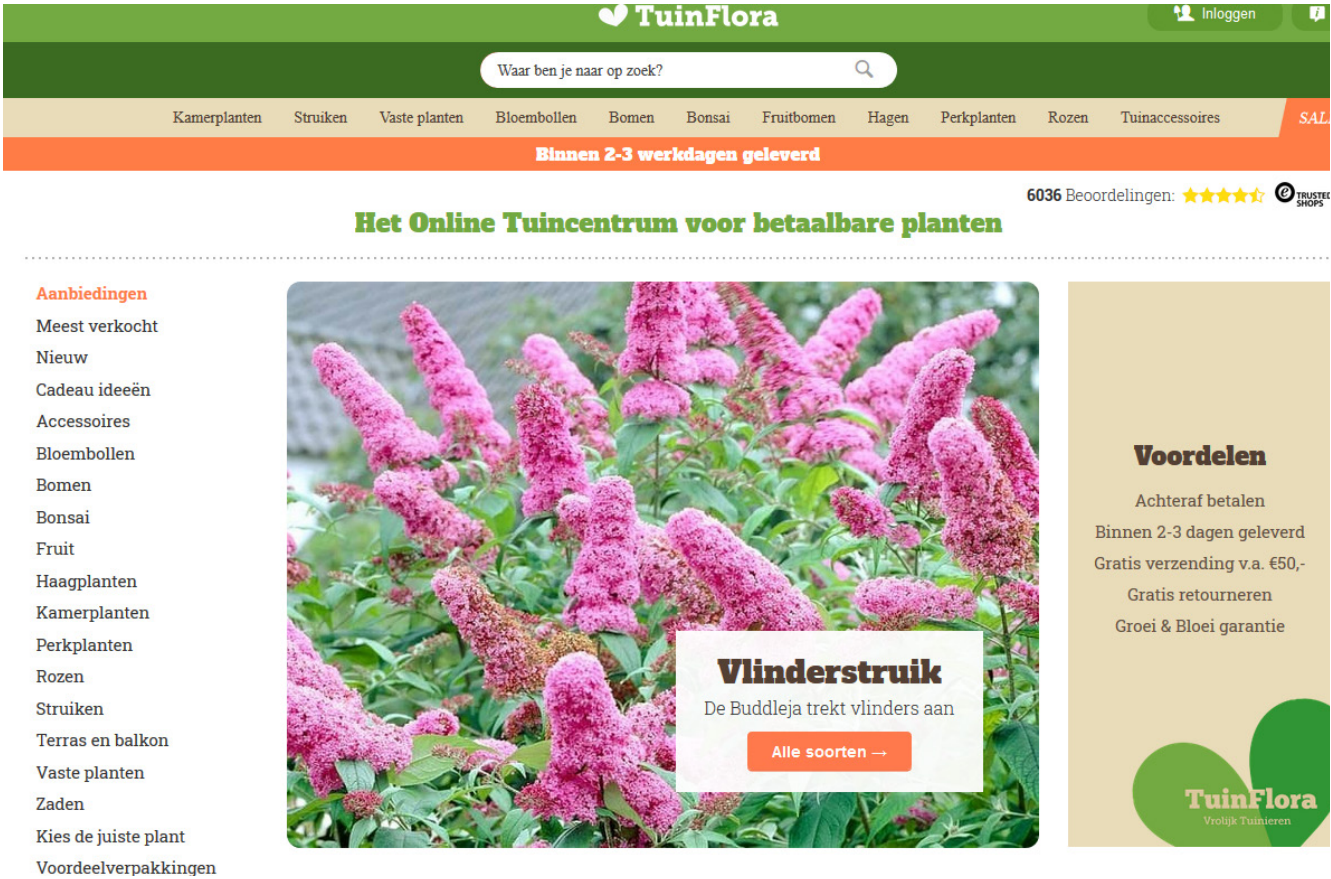 TuinFlora
Inloggen
Waar ben je naar op zoek?
Kamerplanten Struiken Vaste planten Bloembollen Bomen Bonsai Fruitbomen Hagen Perkplanten Rozen Tuinaccessoires
Binnen 2-3 werkdagen geleverd
6036 Beoordelingen:
SHOPS
Het Online Tuincentrum voor betaalbare planten
Aanbiedingen
Meest verkocht
Nieuw
Cadeau ideeën
Accessoires
Bloembollen
Bomen
Bonsai
Fruit
Haagplanten
Kamerplanten
Perkplanten
Rozen
Struiken
Terras en balkon
Vaste planten
Zaden
Kies de juiste plant
Voordeelverpakkingen
Vlinderstruik
De Buddleja trekt vlinders aan
Alle soorten →
Voordelen
Achteraf betalen
Binnen 2-3 dagen geleverd
Gratis verzending v.a. €50,-
Gratis retourneren
Groei & Bloei garantie
TuinFlora
Vrolijk Tuinieren